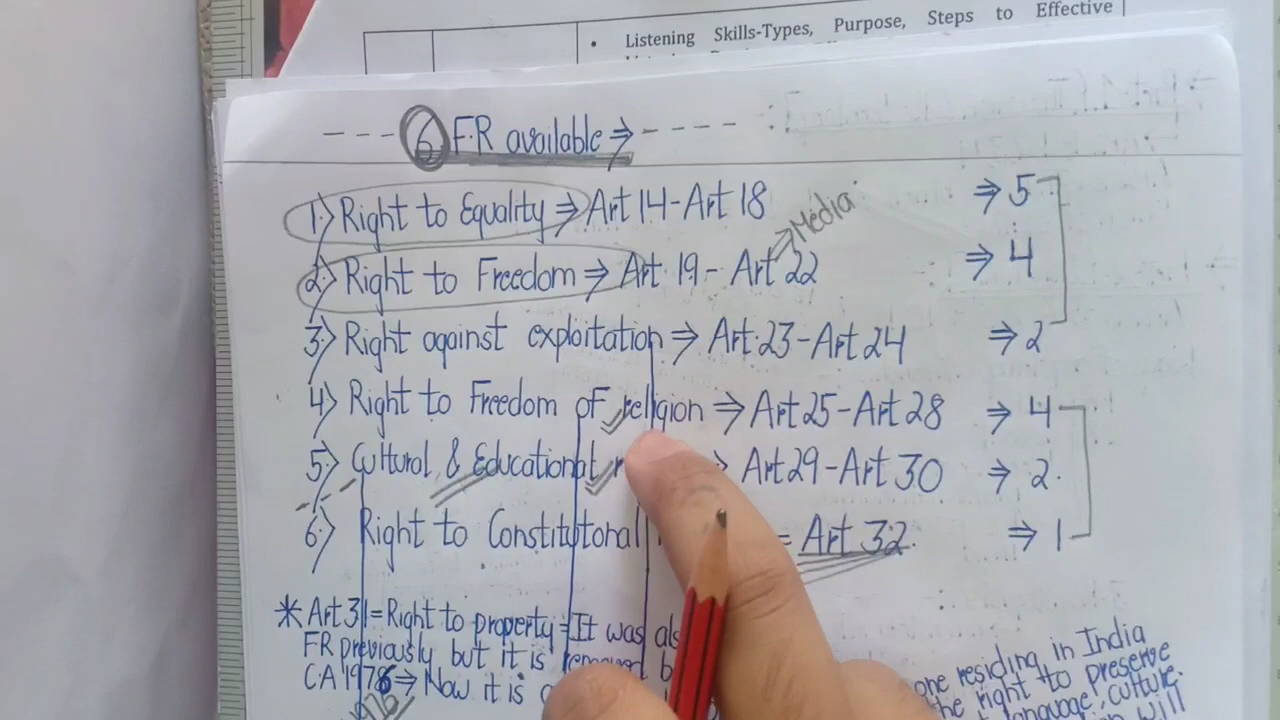 • Listening Skills-Types, Purpose, Steps to Effective
6 F.R available ⇒
1.) Right to Equality ⇒ Art 14-Art 18 ⇒ 5
Media
2.) Right to Freedom ⇒ Art 19 - Art 22 ⇒ 4
3.) Right against exploitation ⇒ Art.23-Art 24 ⇒ 2
4.) Right to Freedom of religion ⇒ Art 25-Art 28 ⇒ 4
5.) Cultural & Educational Art 29-Art 30 ⇒ 2.
6.) Right to Constitutonal = Art 32. ⇒ 1
* Art 31 = Right to property = It was
FR previously but it is removed
CA 1978 ⇒ Now it is
one residing in India
the right to preserve
language, culture.
will